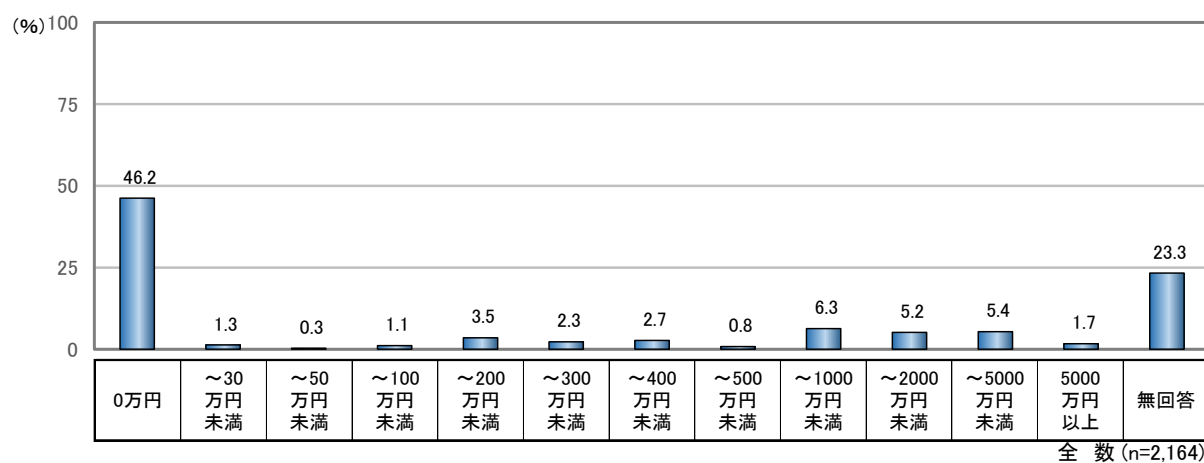 (%)
100
75
50
25
0
46.2
1.3
0.3
1.1
3.5
2.3
2.7
0.8
6.3
5.2
5.4
1.7
23.3
0万円
～30
万円
未満
～50
万円
未満
～100
万円
未満
～200
万円
未満
～300
万円
未満
～400
万円
未満
～500
万円
未満
～1000
万円
未満
～2000
万円
未満
～5000
万円
未満
5000
万円
以上
無回答
全 数 (n=2,164)